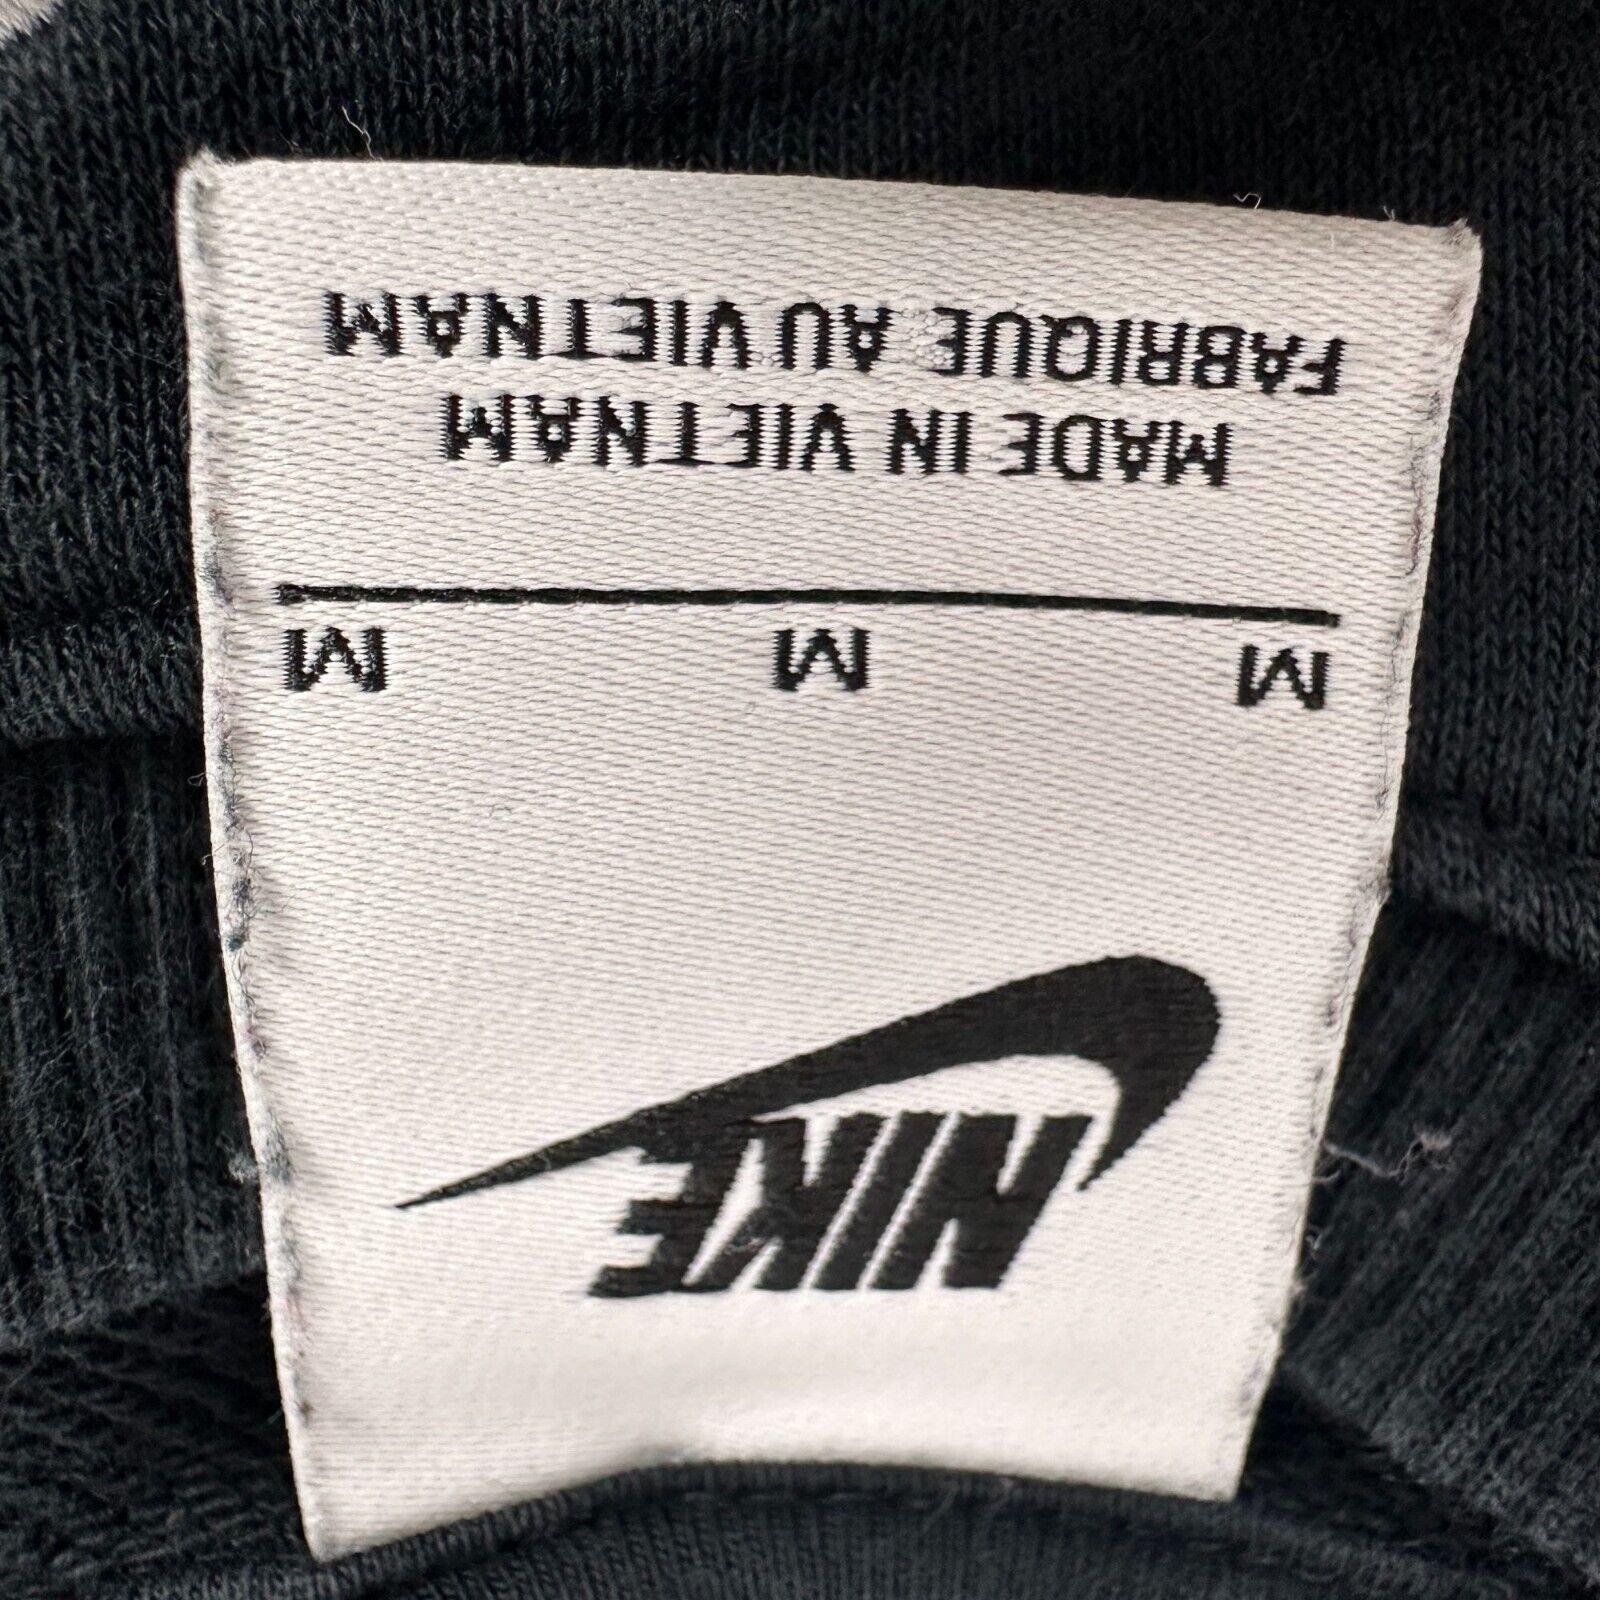 NIKE
M M M
MADE IN VIETNAM
FABRIQUE AU VIETNAM